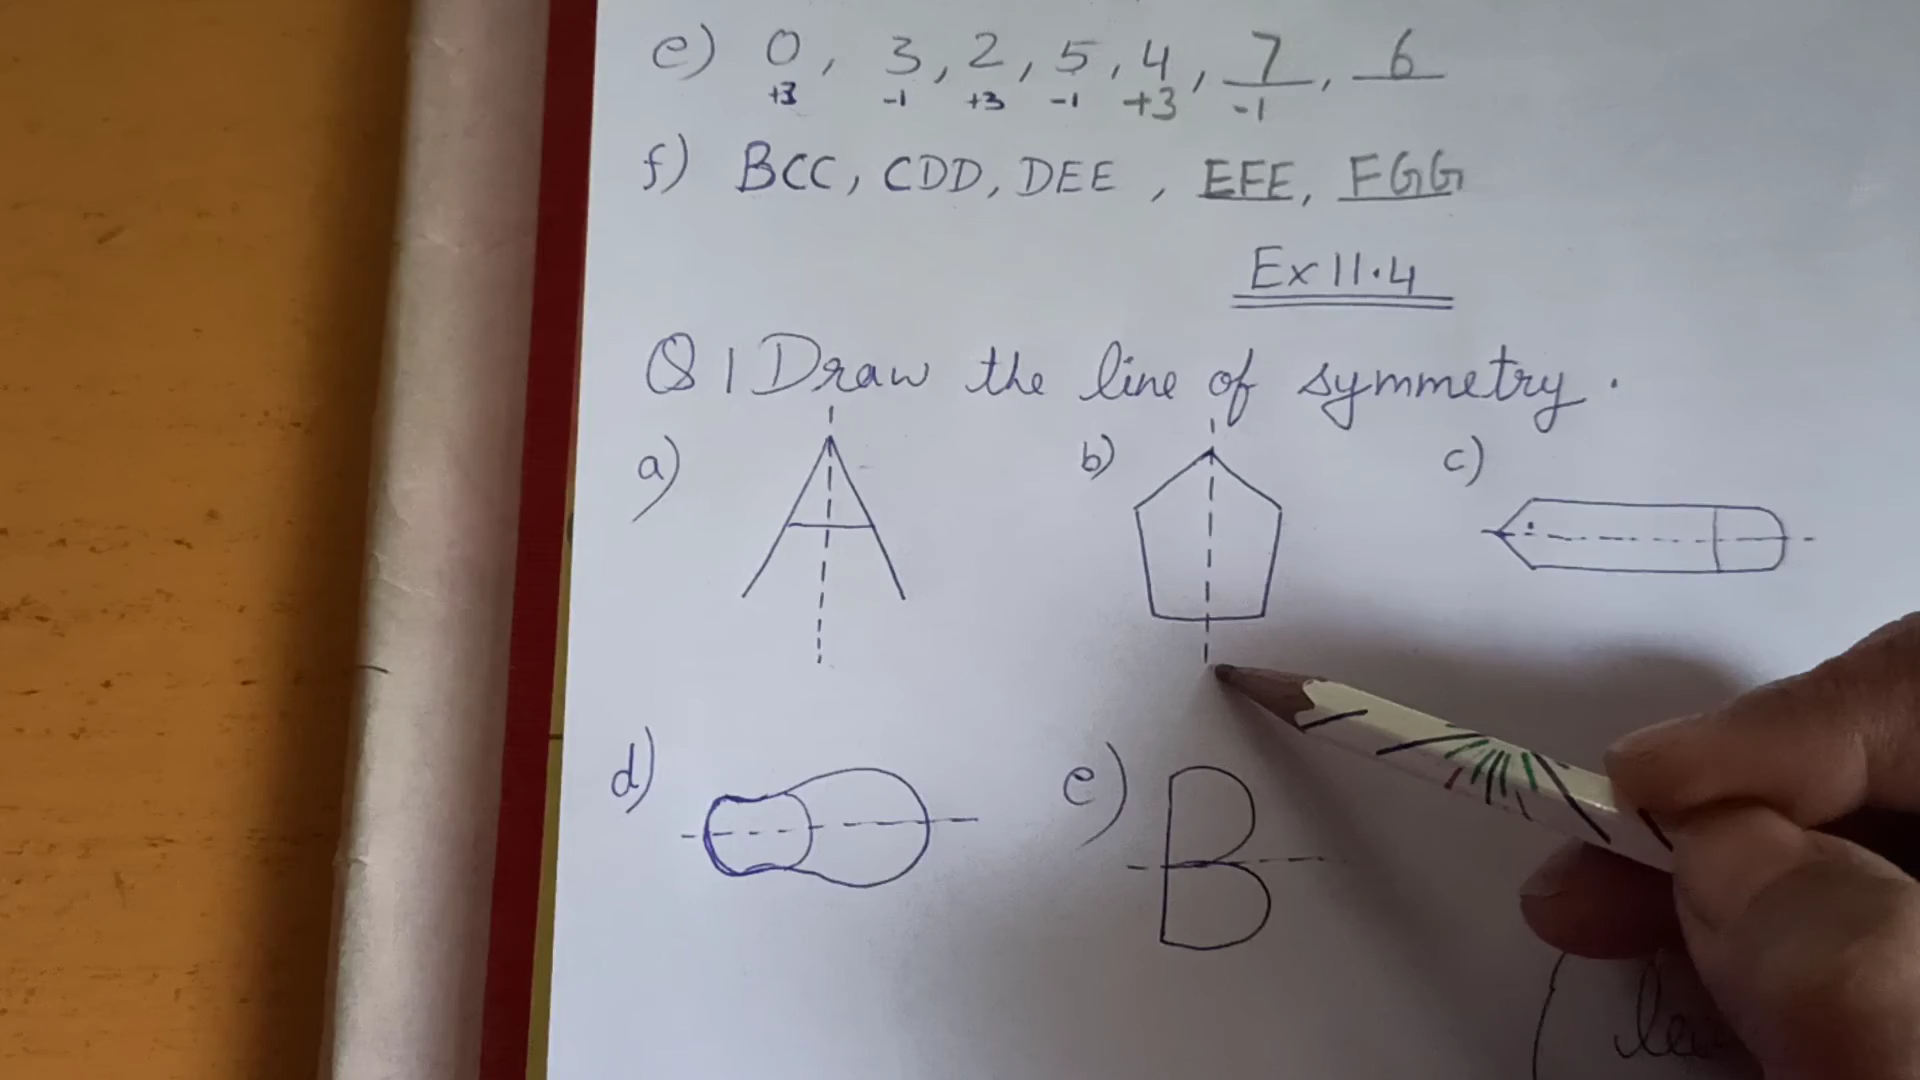 e) 0, 3, 2, 5, 4, 7, 6
+3 -1 +3 -1 +3 -1
f) BCC, CDD, DEE, EFE, FGG
Ex 11.4
Q1 Draw the line of symmetry.
a) b) c)
d) e) B